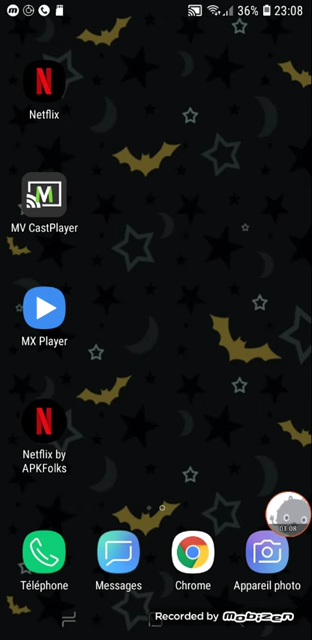 36% 23:08
Netflix
M
MV CastPlayer
MX Player
Netflix by
APKFolks
01:08
Téléphone
Messages
Chrome
Appareil photo
Recorded by Mobizen